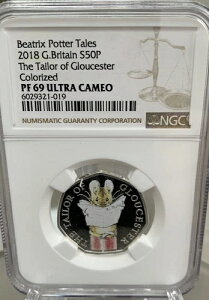 Beatrix Potter Tales
2018 G.Britain S50P
The Tailor of Gloucester
Colorized
PF 69 ULTRA CAMEO
6029321-019
NUMISMATIC GUARANTY CORPORATION
NGC
THE TAILOR OF GLOUCESTER